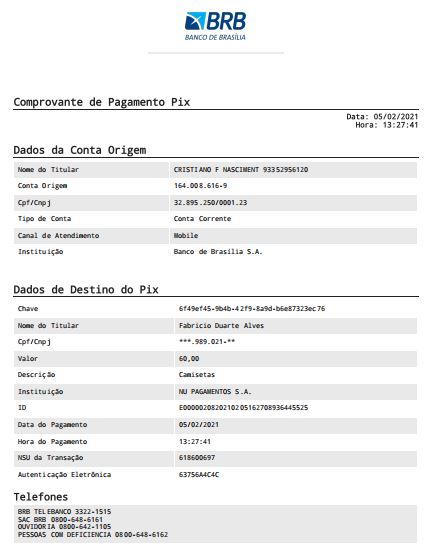 BRB
BANCO DE BRASÍLIA
Comprovante de Pagamento Pix
Data: 05/02/2021
Hora: 13:27:41
Dados da Conta Origem
Nome do Titular CRISTIANO F NASCIMENT 93352956120
Conta Origem 164.008.616-9
Cpf/Cnpj 32.895.250/0001.23
Tipo de Conta Conta Corrente
Canal de Atendimento Mobile
Instituição Banco de Brasília S.A.
Dados de Destino do Pix
Chave 6f49ef45-9b4b-42f9-8a9d-b6e87323ec76
Nome do Titular Fabricio Duarte Alves
Cpf/Cnpj ***.989.021-**
Valor 60,00
Descrição Camisetas
Instituição NU PAGAMENTOS S.A.
ID E0000020820210205162708936445525
Data do Pagamento 05/02/2021
Hora do Pagamento 13:27:41
NSU da Transação 618600697
Autenticação Eletrônica 63756A4C4C
Telefones
BRB TELEBANCO 3322-1515
SAC BRB 0800-648-6161
OUVIDORIA 0800-642-1105
PESSOAS COM DEFICIENCIA 0800-648-6162